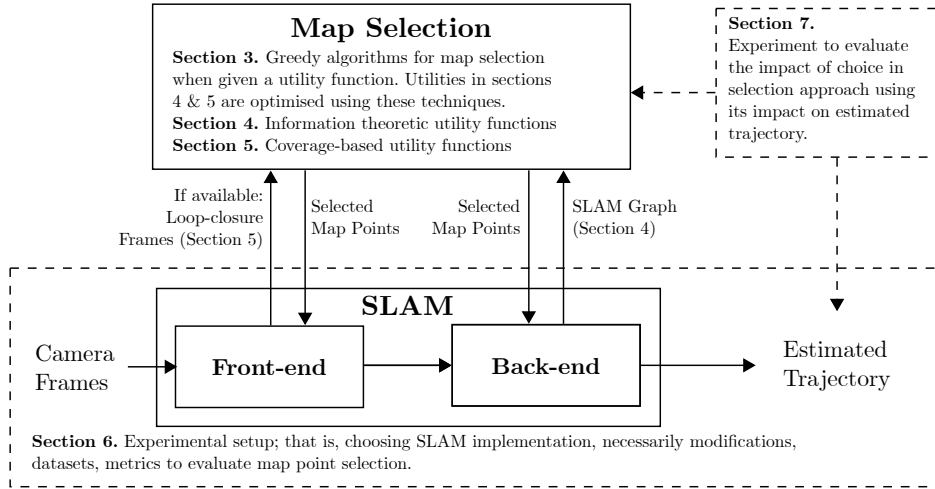 Map Selection
Section 3. Greedy algorithms for map selection
when given a utility function. Utilities in sections
4 & 5 are optimised using these techniques.
Section 4. Information theoretic utility functions
Section 5. Coverage-based utility functions
Section 7.
Experiment to evaluate
the impact of choice in
selection approach using
its impact on estimated
trajectory.
If available:
Loop-closure
Frames (Section 5)
Selected
Map Points
Selected
Map Points
SLAM Graph
(Section 4)
SLAM
Camera
Frames
Front-end
Back-end
Estimated
Trajectory
Section 6. Experimental setup; that is, choosing SLAM implementation, necessarily modifications,
datasets, metrics to evaluate map point selection.